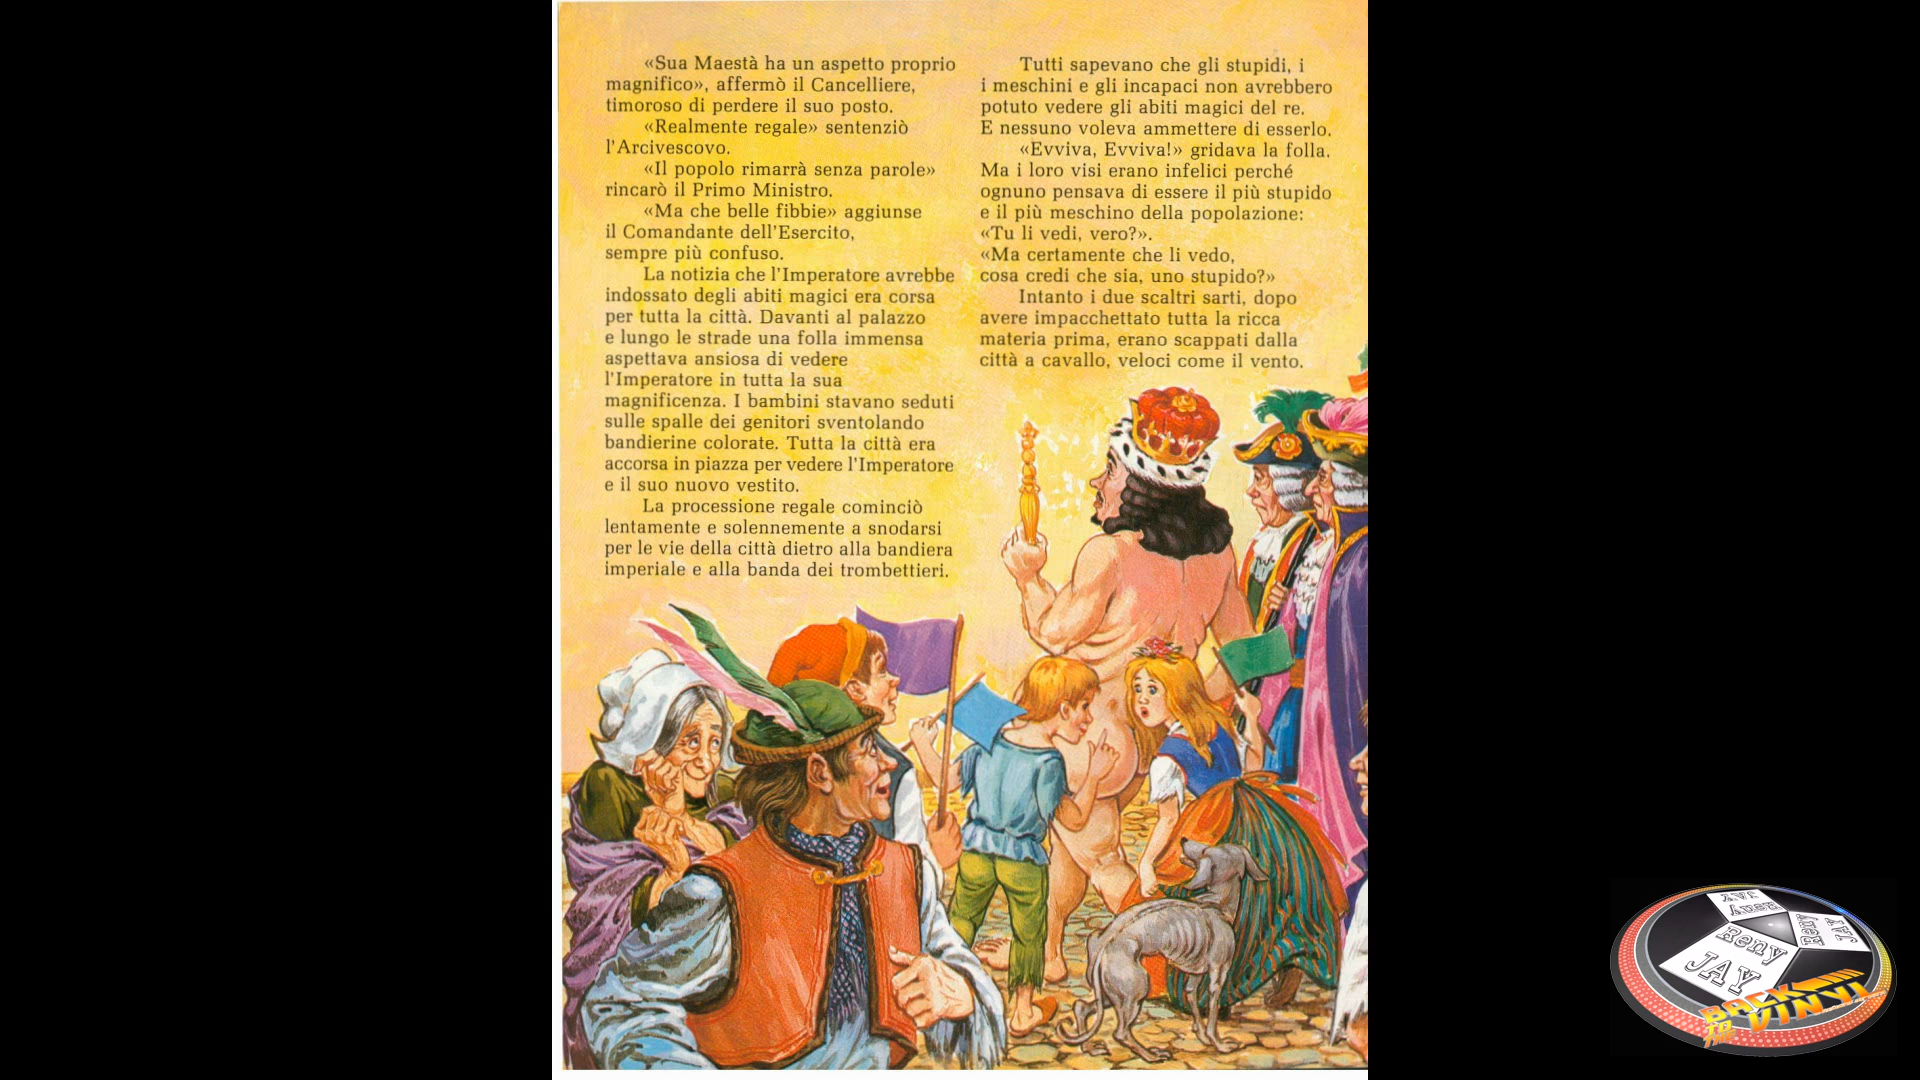 «Sua Maestà ha un aspetto proprio
magnifico», affermò il Cancelliere,
timoroso di perdere il suo posto.
«Realmente regale» sentenziò
l'Arcivescovo.
«Il popolo rimarrà senza parole»
rincarò il Primo Ministro.
«Ma che belle fibbie» aggiunse
il Comandante dell'Esercito,
sempre più confuso.
La notizia che l'Imperatore avrebbe
indossato degli abiti magici era corsa
per tutta la città. Davanti al palazzo
e lungo le strade una folla immensa
aspettava ansiosa di vedere
l'Imperatore in tutta la sua
magnificenza. I bambini stavano seduti
sulle spalle dei genitori sventolando
bandierine colorate. Tutta la città era
accorsa in piazza per vedere l'Imperatore
e il suo nuovo vestito.
La processione regale cominciò
lentamente e solennemente a snodarsi
per le vie della città dietro alla bandiera
imperiale e alla banda dei trombettieri.
Tutti sapevano che gli stupidi, i
i meschini e gli incapaci non avrebbero
potuto vedere gli abiti magici del re.
E nessuno voleva ammettere di esserlo.
«Evviva, Evviva!» gridava la folla.
Ma i loro visi erano infelici perché
ognuno pensava di essere il più stupido
e il più meschino della popolazione:
«Tu li vedi, vero?».
«Ma certamente che li vedo,
cosa credi che sia, uno stupido?»
Intanto i due scaltri sarti, dopo
avere impacchettato tutta la ricca
materia prima, erano scappati dalla
città a cavallo, veloci come il vento.
Reny
JAY
Reny
JAY
Reny
JAY
BACK
TO
THE VINYL